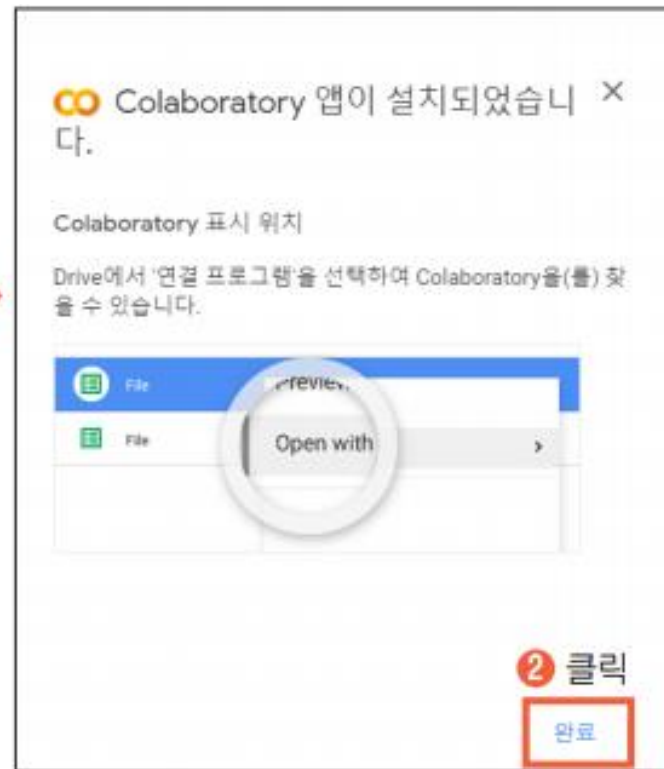 CO Colaboratory 앱이 설치되었습니 ×
다.
Colaboratory 표시 위치
Drive에서 '연결 프로그램'을 선택하여 Colaboratory을(를) 찾
을 수 있습니다.
File Preview
File Open with >
2 클릭
완료